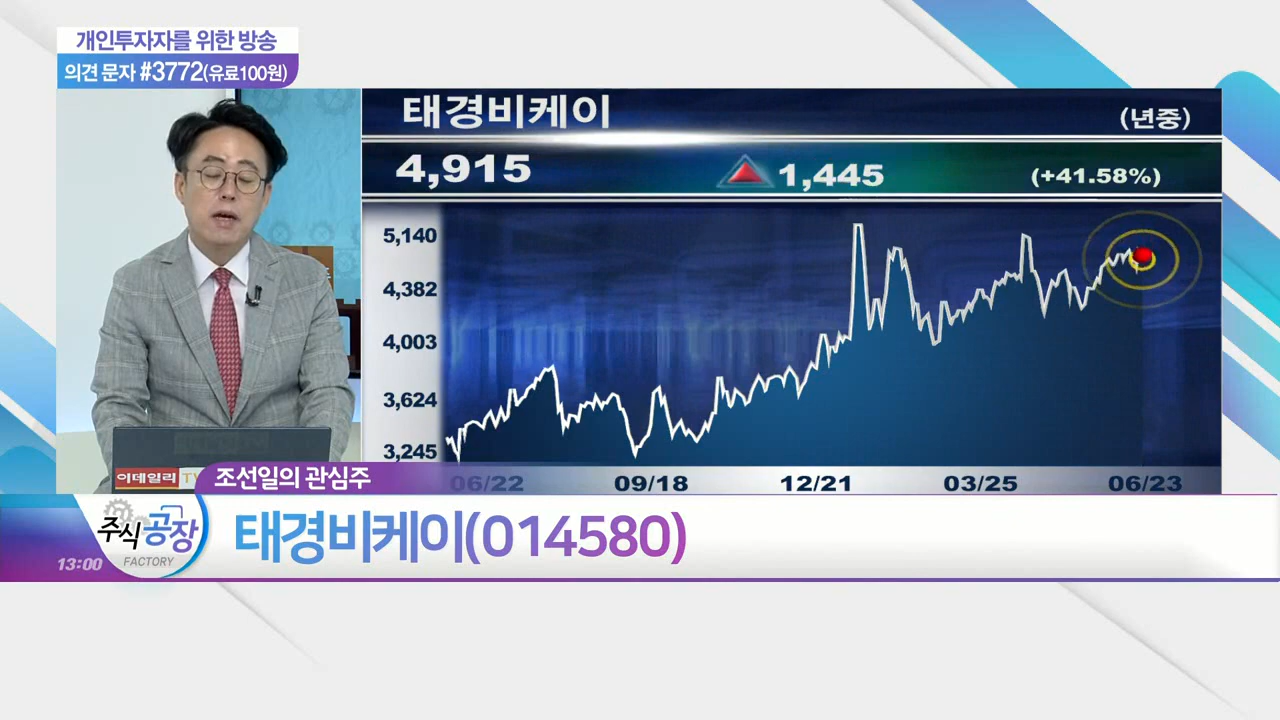 개인투자자를 위한 방송
의견 문자 #3772(유료100원)
태경비케이
(년중)
4,915
1,445
(+41.58%)
5,140
4,382
4,003
3,624
3,245
06/22
09/18
12/21
03/25
06/23
이데일리 TV
조선일의 관심주
주식공장
FACTORY
13:00
태경비케이(014580)